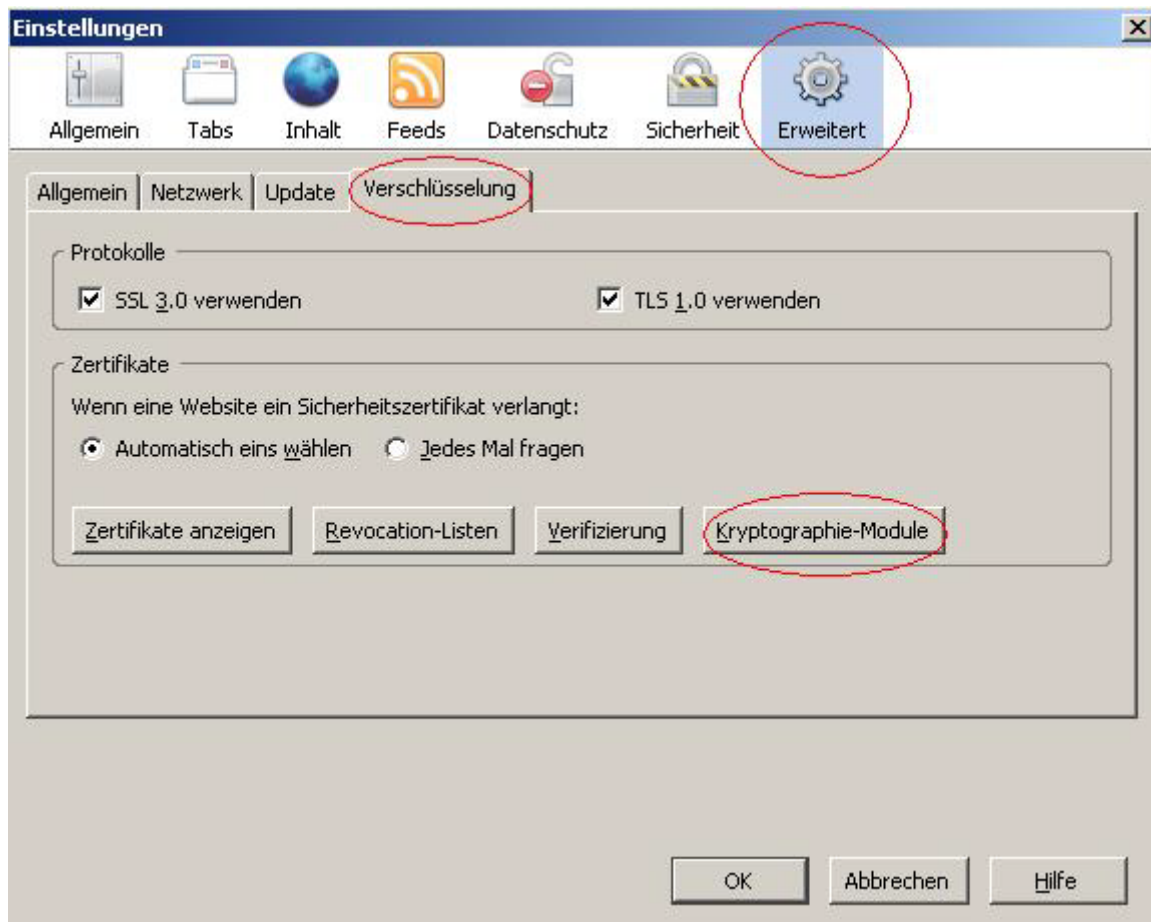 Einstellungen
Allgemein Tabs Inhalt Feeds Datenschutz Sicherheit Erweitert
Allgemein Netzwerk Update Verschlüsselung
Protokolle
SSL 3.0 verwenden TLS 1.0 verwenden
Zertifikate
Wenn eine Website ein Sicherheitszertifikat verlangt:
Automatisch eins wählen Jedes Mal fragen
Zertifikate anzeigen Revocation-Listen Verifizierung Kryptographie-Module
OK Abbrechen Hilfe